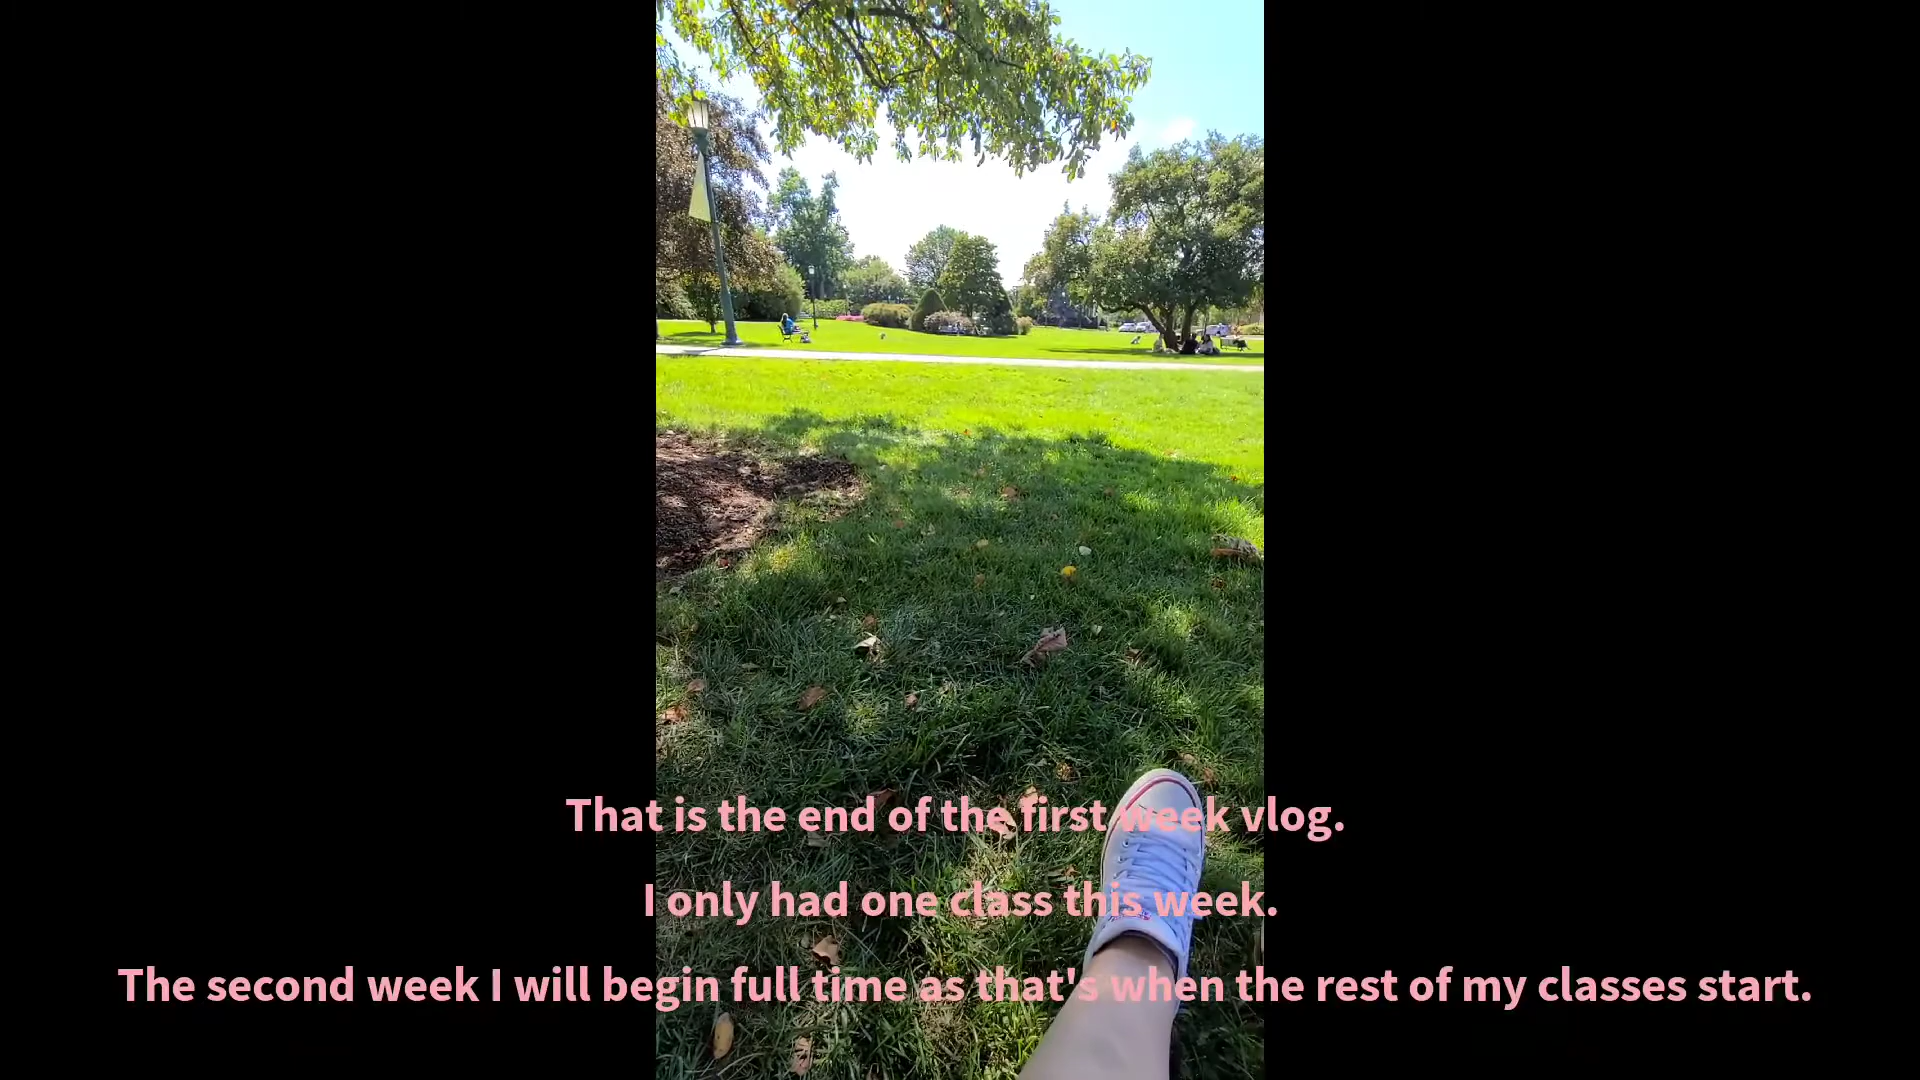 That is the end of the first week vlog.
I only had one class this week.
The second week I will begin full time as that's when the rest of my classes start.